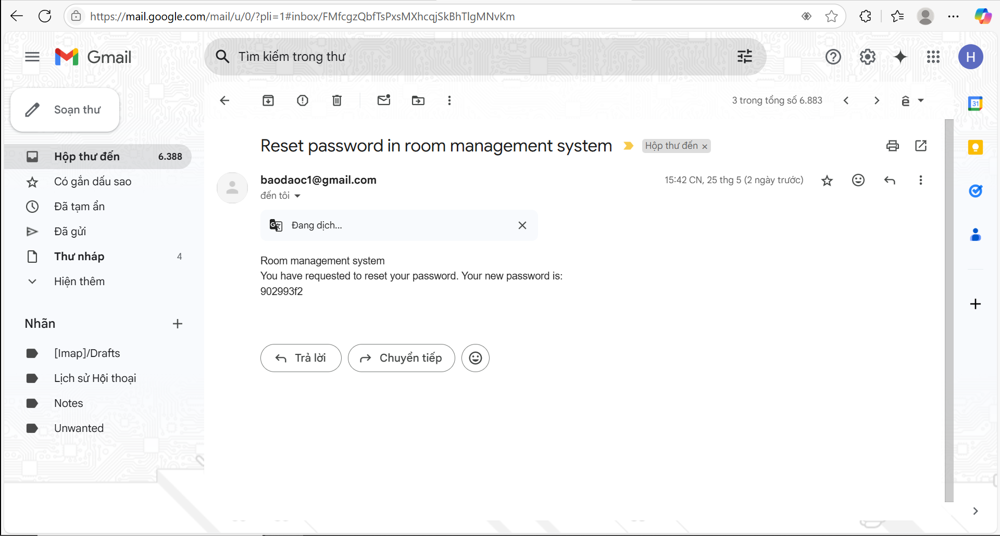 https://mail.google.com/mail/u/0/?pli=1#inbox/FMfcgzQbfTsPxsMXhcqjSkBhTlgMNvKm
Gmail
Tìm kiếm trong thư
H
Soạn thư
3 trong tổng số 6.883
ê
31
Hộp thư đến 6.388
Có gắn dấu sao
Đã tạm ẩn
Đã gửi
Thư nháp 4
Hiện thêm
Nhãn
[Imap]/Drafts
Lịch sử Hội thoại
Notes
Unwanted
Reset password in room management system Hộp thư đến
baodaoc1@gmail.com 15:42 CN, 25 thg 5 (2 ngày trước)
đến tôi
Đang dịch...
Room management system
You have requested to reset your password. Your new password is:
902993f2
Trả lời Chuyển tiếp